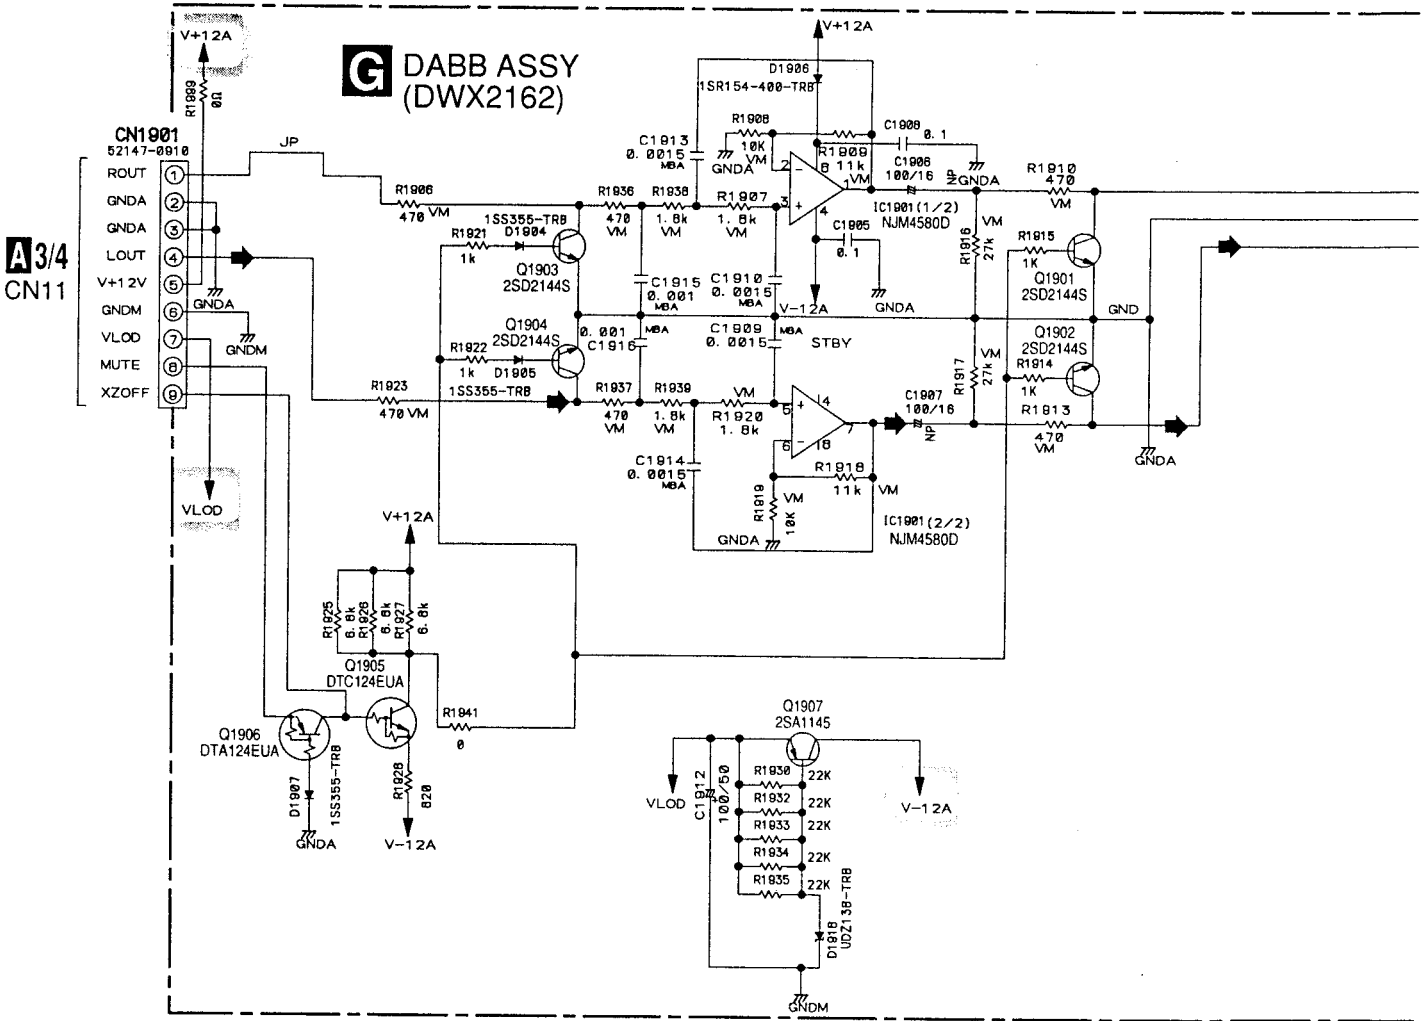 G DABB ASSY
(DWX2162)
V+12A
R1999
CN1901
52147-0910
ROUT 1
GNDA 2
GNDA 3
LOUT 4
V+12V 5
GNDM 6
VLOD 7
MUTE 8
XZOFF 9
A 3/4
CN11
JP
GNDA
GNDM
VLOD
R1906
470 VM
R1921
1k
1SS355-TRB
D1904
Q1903
2SD2144S
Q1904
2SD2144S
R1922
1k
D1905
1SS355-TRB
R1923
470 VM
R1936
470
VM
R1938
1.8k
VM
R1907
1.8k
VM
C1913
0.0015
MBA
C1915
0.001
MBA
C1910
0.0015
MBA
0.001
C1916
MBA
C1909
0.0015
MBA
R1937
470
VM
R1939
1.8k
VM
VM
R1920
1.8k
C1914
0.0015
MBA
V+12A
D1906
1SR154-400-TRB
R1908
10K
VM
GNDA
R1909
11k
VM
2
-
3
+
8
1
4
C1908
0.1
C1906
100/16
NP
GNDA
IC1901 (1/2)
NJM4580D
C1905
0.1
GNDA
V-12A
STBY
5
+
6
-
14
18
7
R1918
11k
VM
R1919
VM
10K
GNDA
IC1901 (2/2)
NJM4580D
C1907
100/16
NP
R1916
VM
27k
R1917
VM
27k
R1910
470
VM
R1915
1K
Q1901
2SD2144S
GND
Q1902
2SD2144S
R1914
1K
R1913
470
VM
GNDA
V+12A
R1925
6.8k
R1926
6.8k
R1927
6.8k
Q1905
DTC124EUA
Q1906
DTA124EUA
D1907
1SS355-TRB
GNDA
R1928
820
V-12A
R1941
0
Q1907
2SA1145
VLOD
C1912
100/50
+
R1930
22K
R1932
22K
R1933
22K
R1934
22K
R1935
22K
D1918
UDZ13B-TRB
GNDM
V-12A